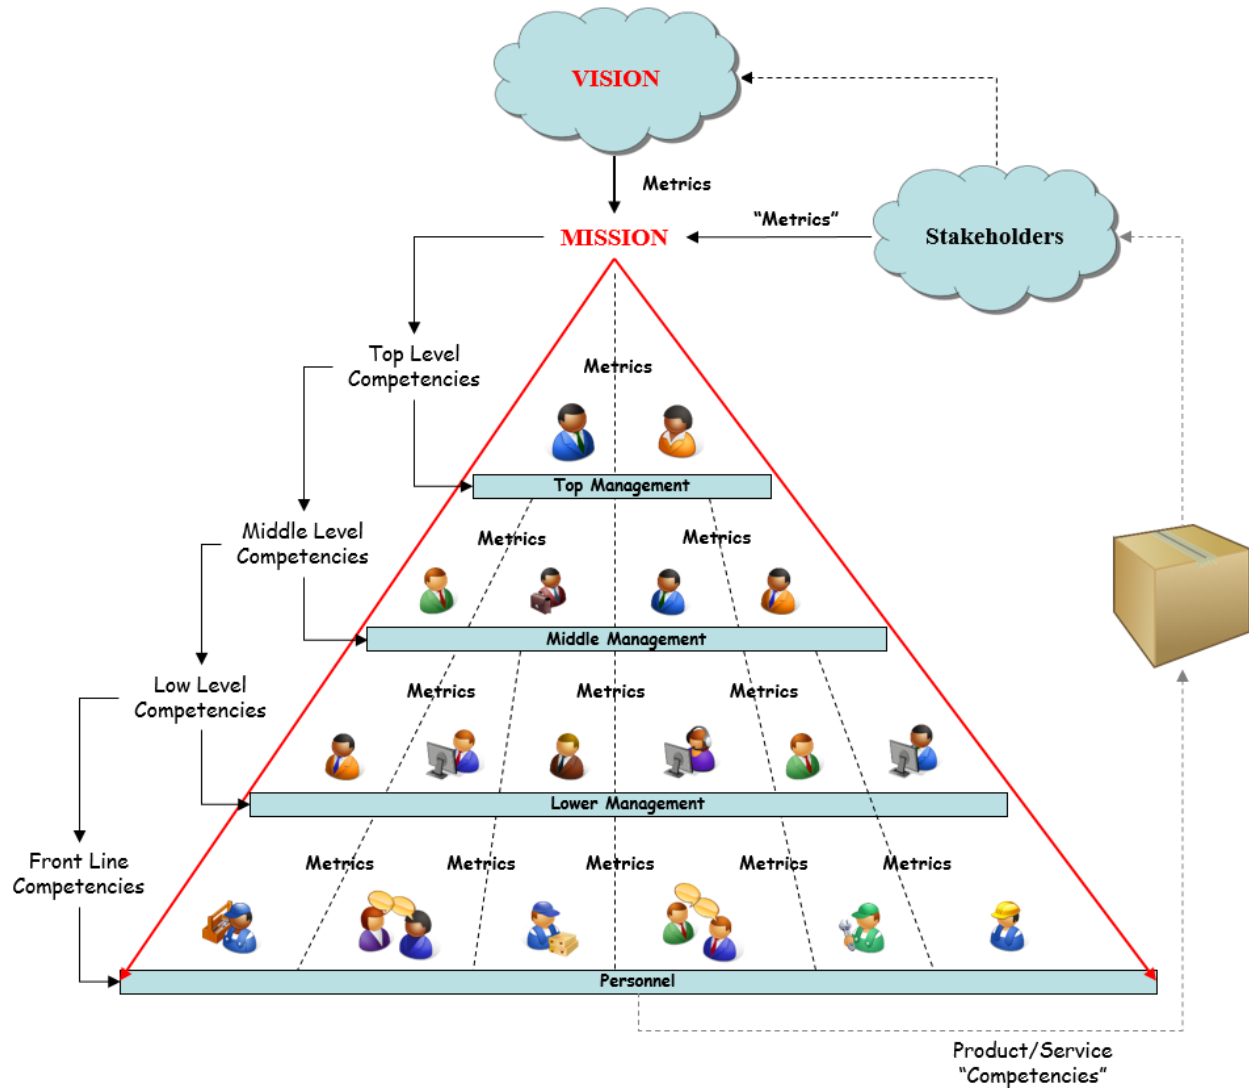 VISION
Metrics
"Metrics"
MISSION
Stakeholders
Top Level
Competencies
Metrics
Top Management
Middle Level
Competencies
Metrics
Metrics
Middle Management
Low Level
Competencies
Metrics
Metrics
Metrics
Lower Management
Front Line
Competencies
Metrics
Metrics
Metrics
Metrics
Metrics
Personnel
Product/Service
"Competencies"